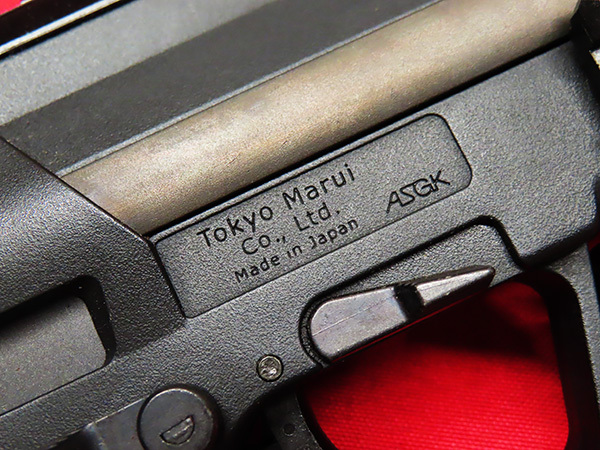 Tokyo Marui
Co., Ltd.
Made in Japan
ASGK